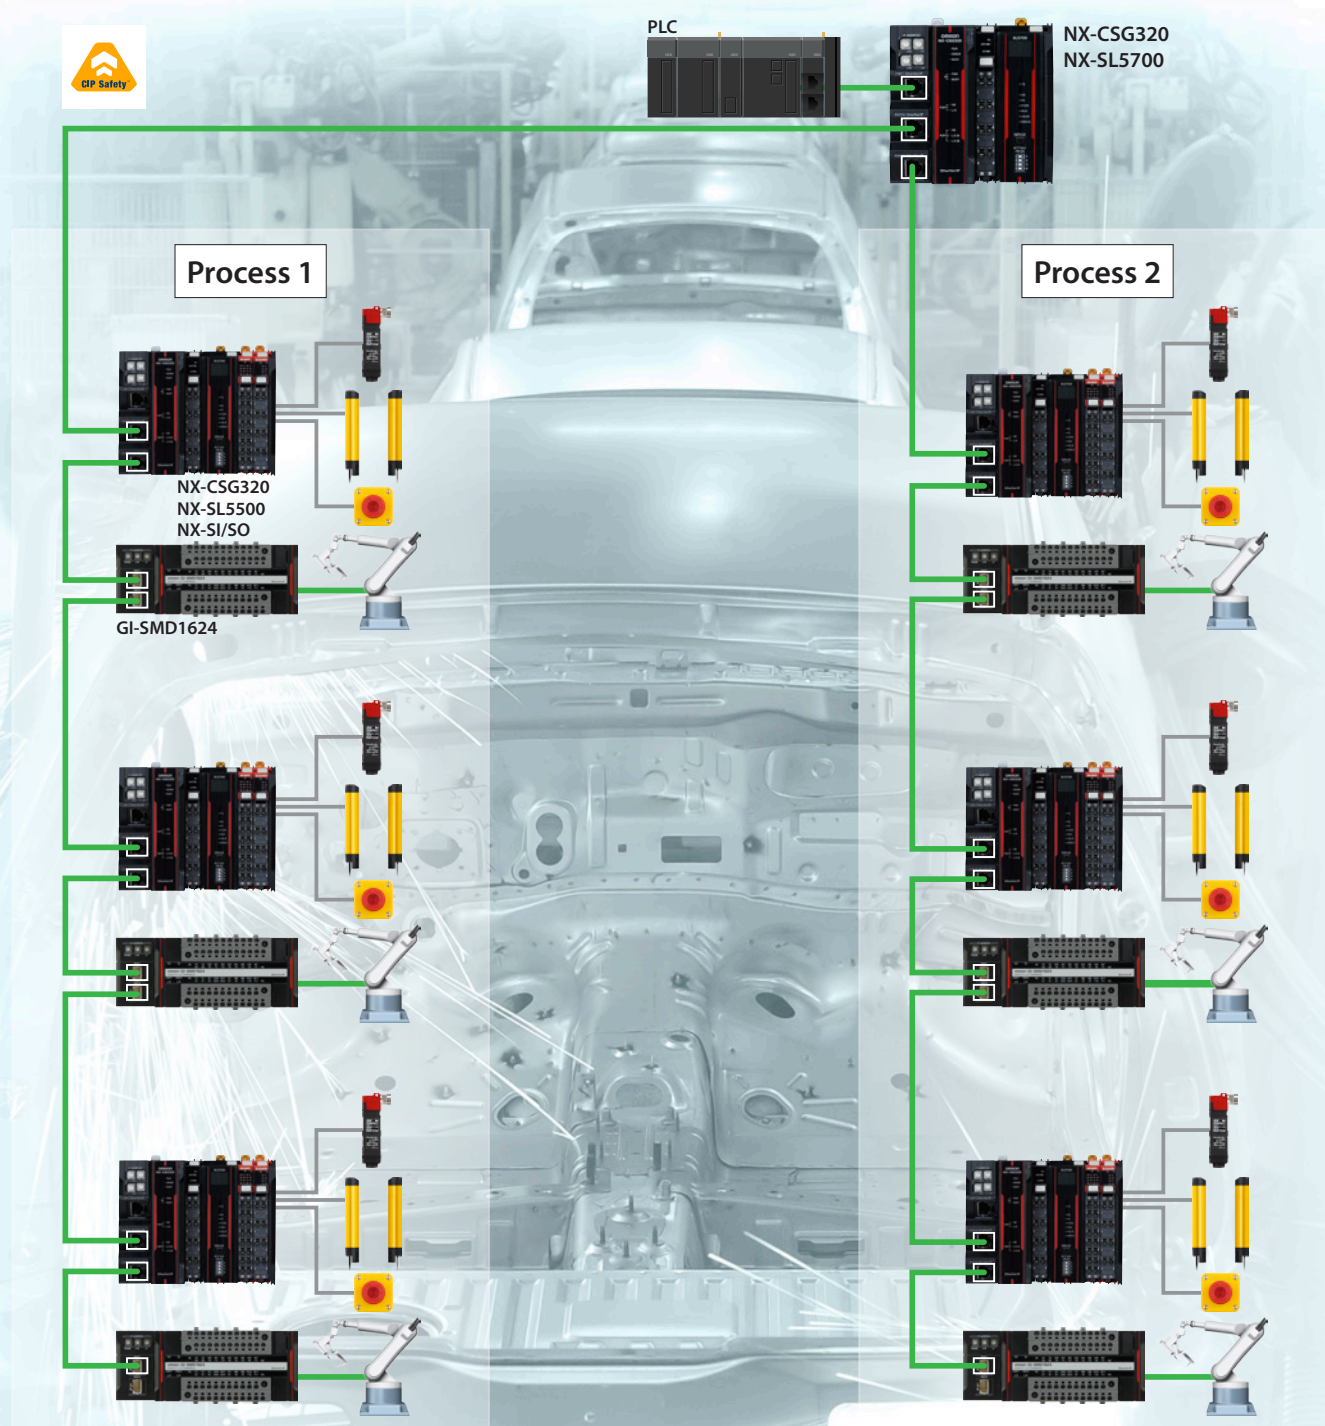 CIP Safety™
PLC
NX-CSG320
NX-SL5700
Process 1
Process 2
NX-CSG320
NX-SL5500
NX-SI/SO
GI-SMD1624